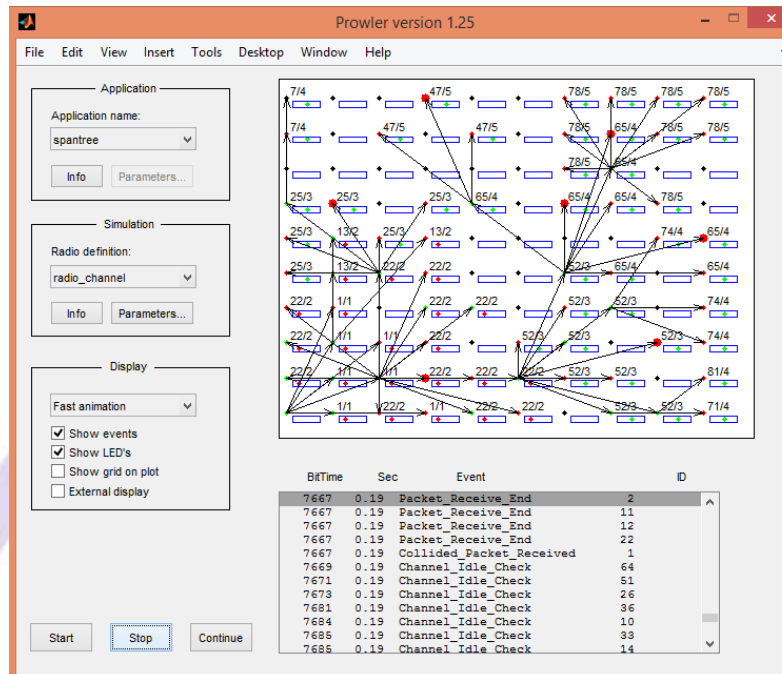 Prowler version 1.25
File Edit View Insert Tools Desktop Window Help
Application
Application name:
spantree
Info Parameters...
Simulation
Radio definition:
radio_channel
Info Parameters...
Display
Fast animation
Show events
Show LED's
Show grid on plot
External display
Start Stop Continue
7/4 47/5 78/5 78/5 78/5 78/5
7/4 47/5 47/5 78/5 65/4 78/5 78/5
78/5 65/4
25/3 25/3 25/3 65/4 65/4 65/4 78/5
25/3 13/2 25/3 13/2 74/4 65/4
25/3 13/2 22/2 22/2 52/3 65/4 65/4
22/2 1/1 22/2 22/2 52/3 52/3 74/4
22/2 1/1 1/1 22/2 52/3 52/3 52/3 74/4
22/2 1/1 1/1 22/2 22/2 22/2 52/3 52/3 81/4
1/1 22/2 1/1 22/2 22/2 52/3 52/3 71/4
BitTime Sec Event ID
7667 0.19 Packet_Receive_End 2
7667 0.19 Packet_Receive_End 11
7667 0.19 Packet_Receive_End 12
7667 0.19 Packet_Receive_End 22
7667 0.19 Collided_Packet_Received 1
7669 0.19 Channel_Idle_Check 64
7671 0.19 Channel_Idle_Check 51
7673 0.19 Channel_Idle_Check 26
7681 0.19 Channel_Idle_Check 36
7684 0.19 Channel_Idle_Check 10
7685 0.19 Channel_Idle_Check 33
7685 0.19 Channel_Idle_Check 14